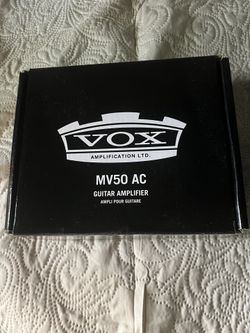 VOX
AMPLIFICATION LTD.
MV50 AC
GUITAR AMPLIFIER
AMPLI POUR GUITARE